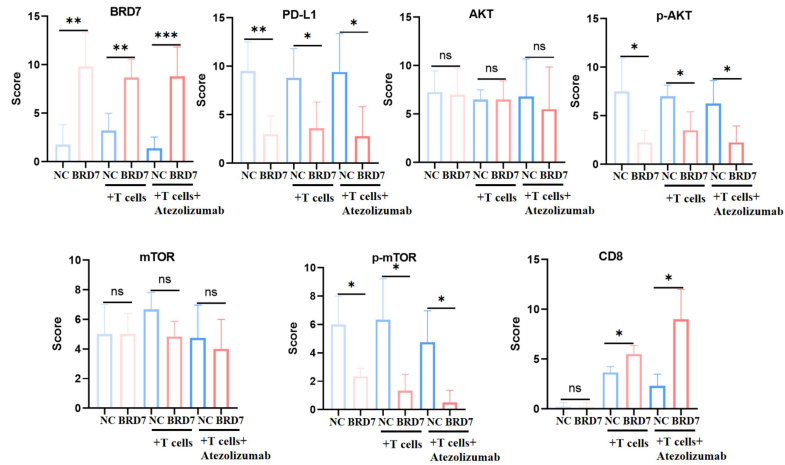 BRD7
Score
15
10
5
0
** ** ***
NC BRD7 NC BRD7 NC BRD7
+T cells +T cells+
Atezolizumab
PD-L1
Score
15
10
5
0
** * *
NC BRD7 NC BRD7 NC BRD7
+T cells +T cells+
Atezolizumab
AKT
Score
15
10
5
0
ns ns ns
NC BRD7 NC BRD7 NC BRD7
+T cells +T cells+
Atezolizumab
p-AKT
Score
15
10
5
0
* * *
NC BRD7 NC BRD7 NC BRD7
+T cells +T cells+
Atezolizumab
mTOR
Score
10
8
6
4
2
0
ns ns ns
NC BRD7 NC BRD7 NC BRD7
+T cells +T cells+
Atezolizumab
p-mTOR
Score
10
8
6
4
2
0
* * *
NC BRD7 NC BRD7 NC BRD7
+T cells +T cells+
Atezolizumab
CD8
Score
15
10
5
0
ns * *
NC BRD7 NC BRD7 NC BRD7
+T cells +T cells+
Atezolizumab